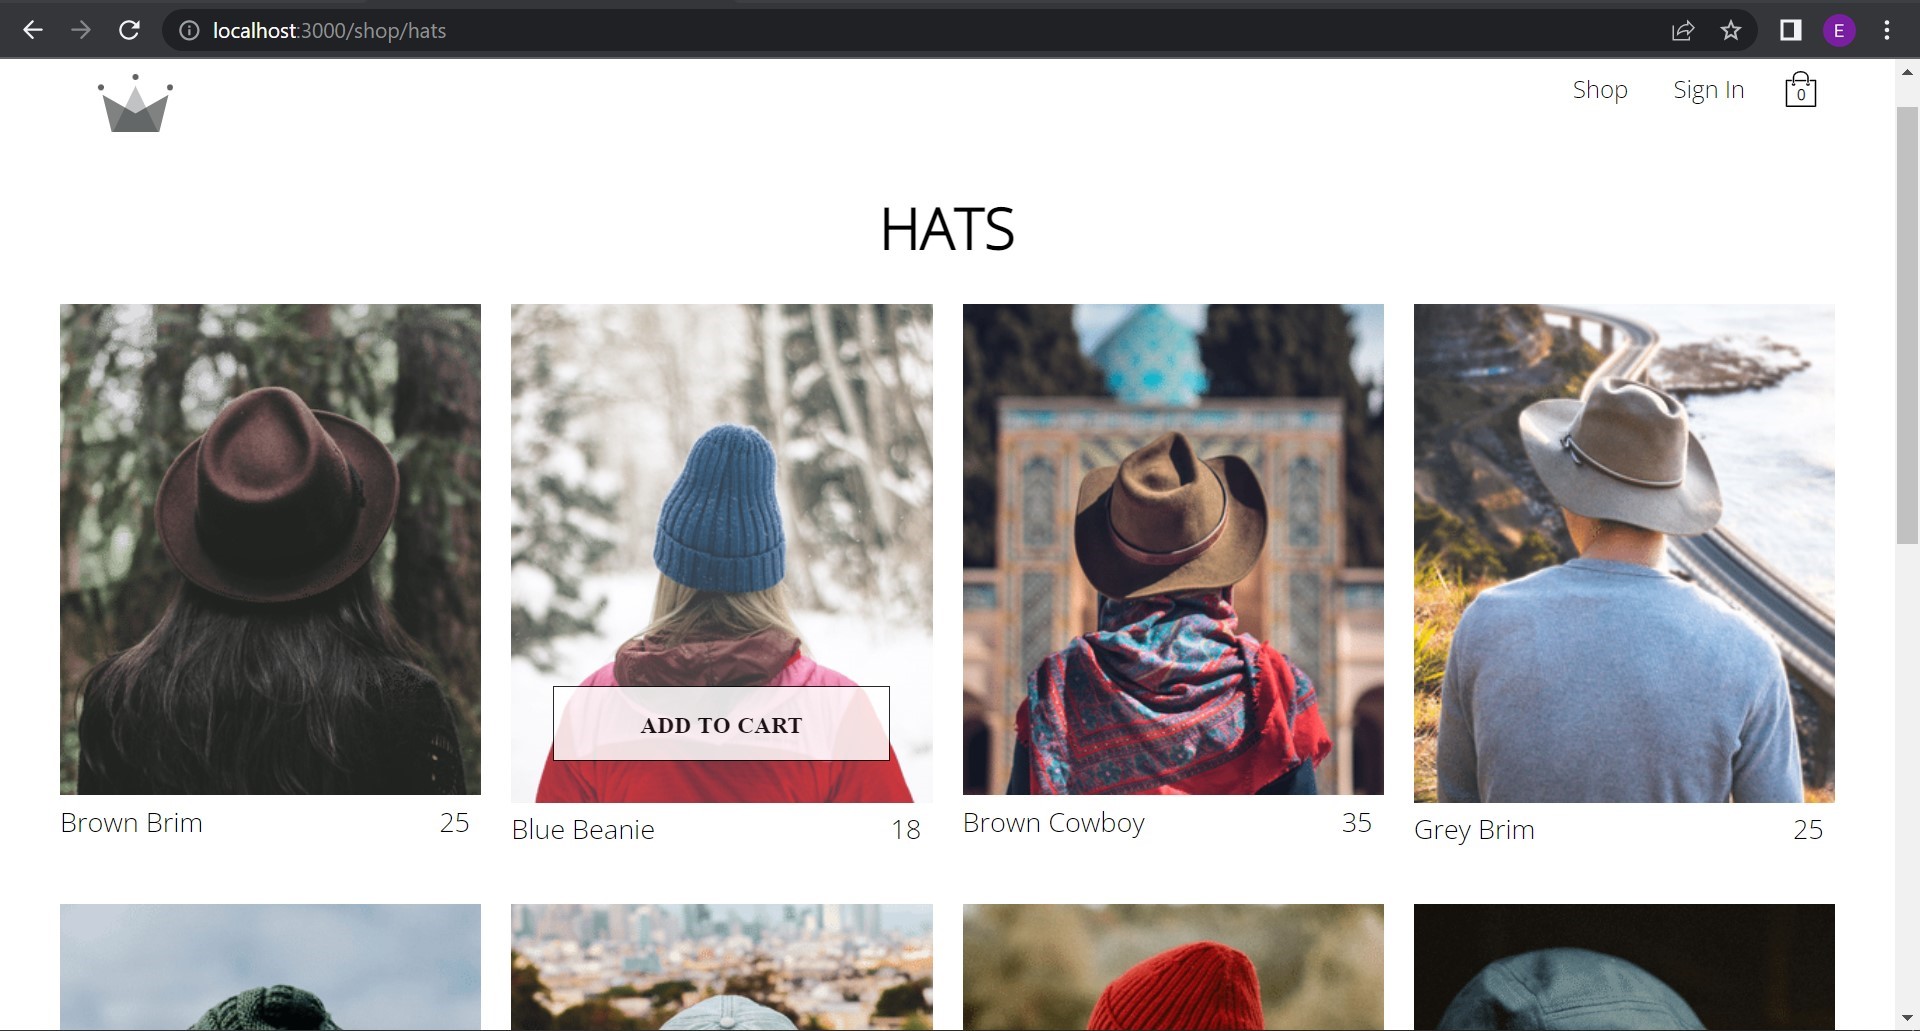 localhost:3000/shop/hats
E
Shop Sign In 0
HATS
ADD TO CART
Brown Brim 25
Blue Beanie 18
Brown Cowboy 35
Grey Brim 25